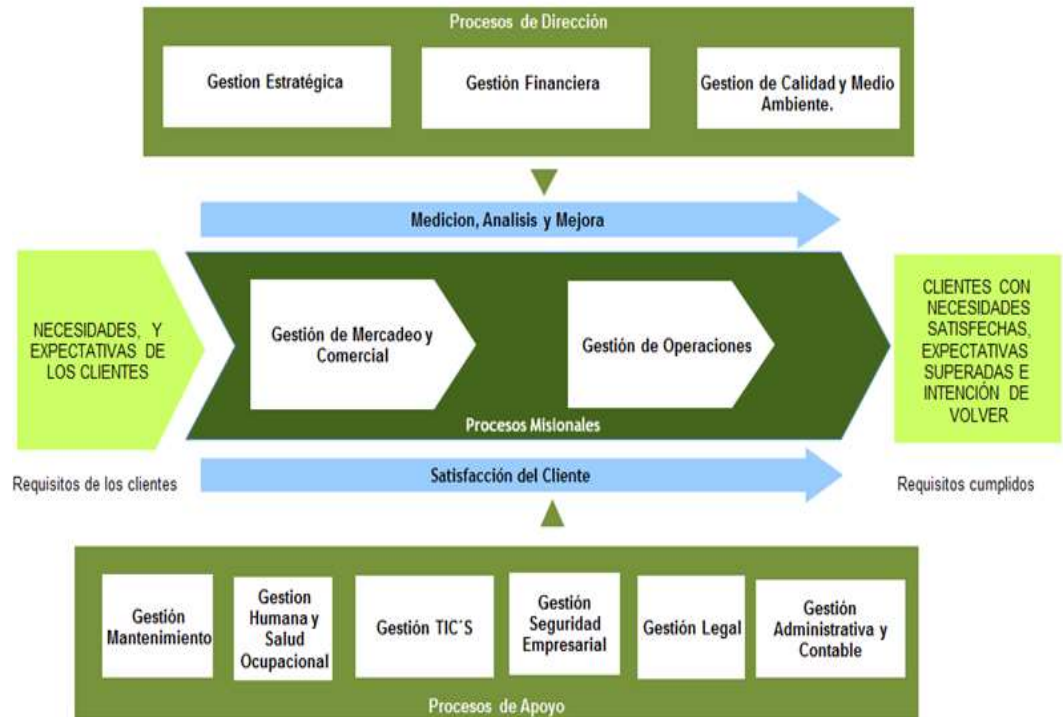 Procesos de Dirección
Gestion Estratégica
Gestión Financiera
Gestion de Calidad y Medio
Ambiente.
Medicion, Analisis y Mejora
NECESIDADES, Y
EXPECTATIVAS DE
LOS CLIENTES
Requisitos de los clientes
Gestión de Mercadeo y
Comercial
Gestión de Operaciones
Procesos Misionales
CLIENTES CON
NECESIDADES
SATISFECHAS,
EXPECTATIVAS
SUPERADAS E
INTENCIÓN DE
VOLVER
Requisitos cumplidos
Satisfacción del Cliente
Gestión
Mantenimiento
Gestion
Humana y
Salud
Ocupacional
Gestión TIC´S
Gestión
Seguridad
Empresarial
Gestión Legal
Gestión
Administrativa y
Contable
Procesos de Apoyo